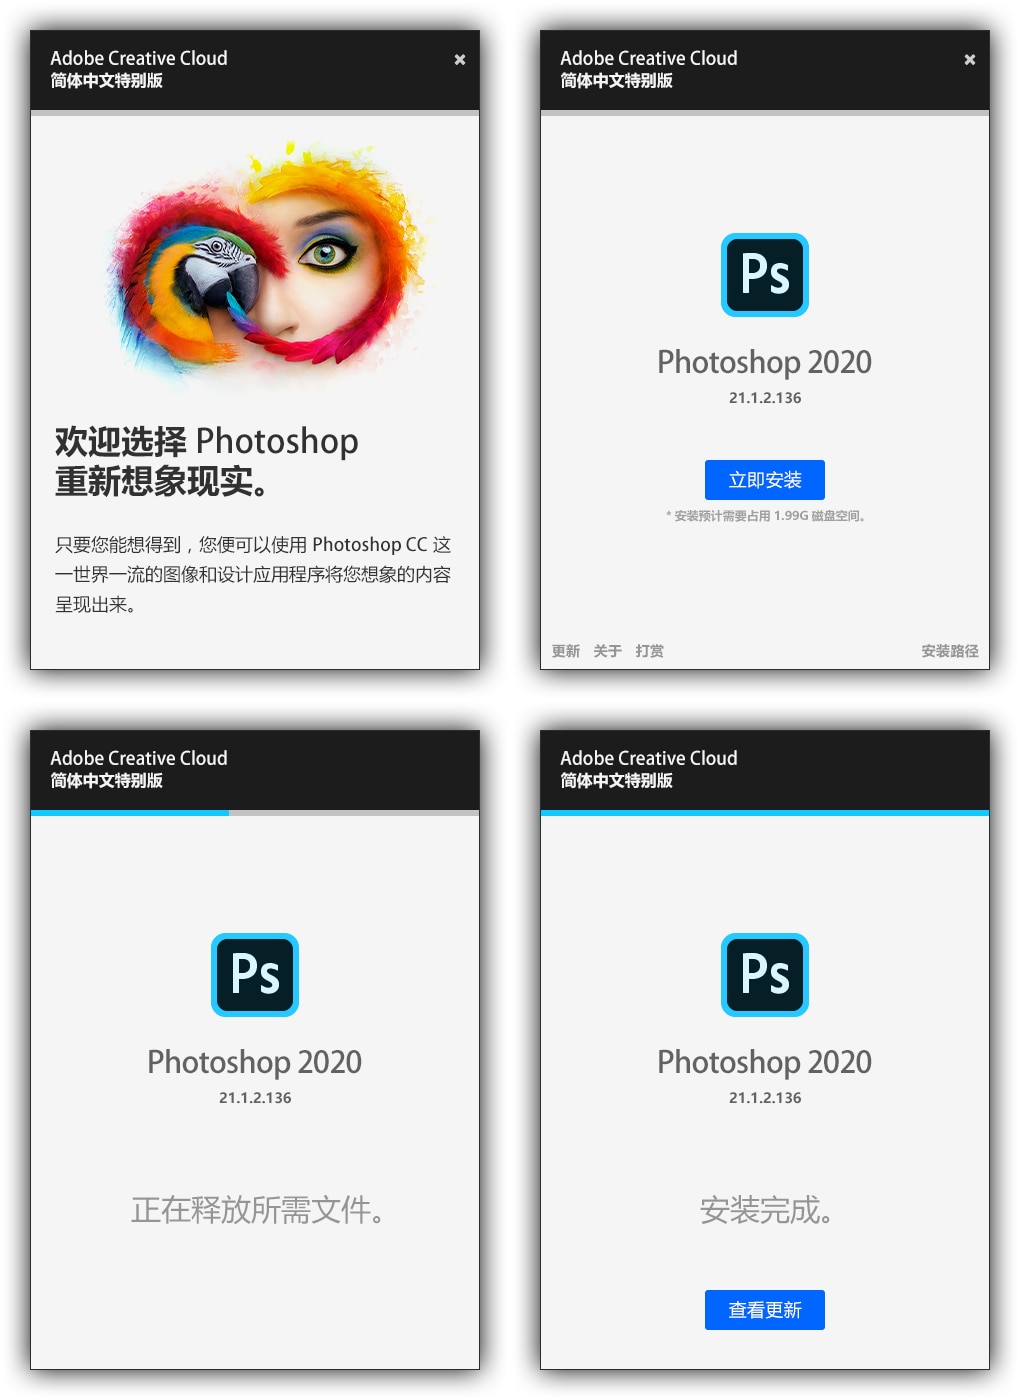 Adobe Creative Cloud
简体中文特别版
×
欢迎选择 Photoshop
重新想象现实。
只要您能想得到，您便可以使用 Photoshop CC 这
一世界一流的图像和设计应用程序将您想象的内容
呈现出来。
Adobe Creative Cloud
简体中文特别版
×
Ps
Photoshop 2020
21.1.2.136
立即安装
* 安装预计需要占用 1.99G 磁盘空间。
更新 关于 打赏 安装路径
Adobe Creative Cloud
简体中文特别版
Ps
Photoshop 2020
21.1.2.136
正在释放所需文件。
Adobe Creative Cloud
简体中文特别版
Ps
Photoshop 2020
21.1.2.136
安装完成。
查看更新